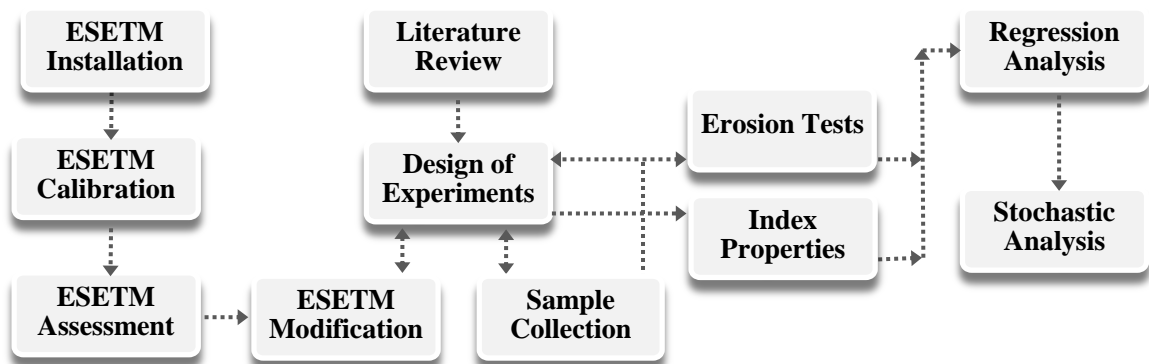 ESETM
Installation
ESETM
Calibration
ESETM
Assessment
ESETM
Modification
Literature
Review
Design of
Experiments
Sample
Collection
Erosion Tests
Index
Properties
Regression
Analysis
Stochastic
Analysis